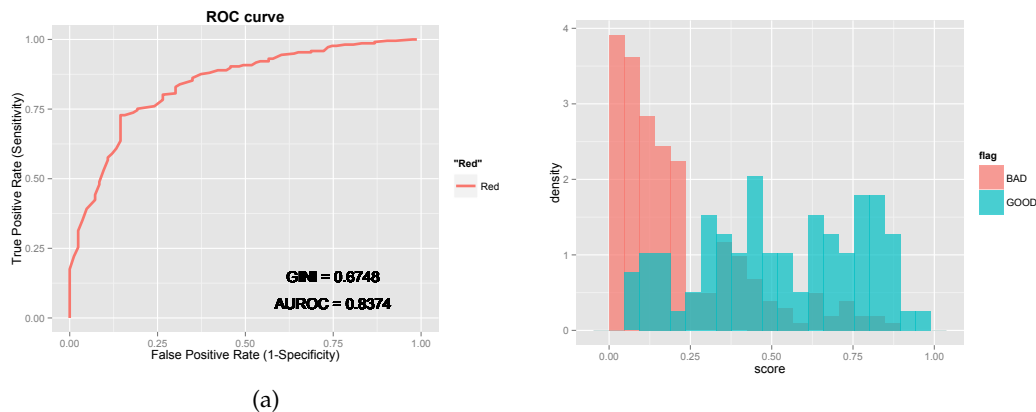 ROC curve
1.00
0.75
0.50
0.25
0.00
True Positive Rate (Sensitivity)
0.00 0.25 0.50 0.75 1.00
False Positive Rate (1-Specificity)
GINI = 0.6748
AUROC = 0.8374
"Red"
Red
(a)
4
3
2
1
0
density
0.00 0.25 0.50 0.75 1.00
score
flag
BAD
GOOD